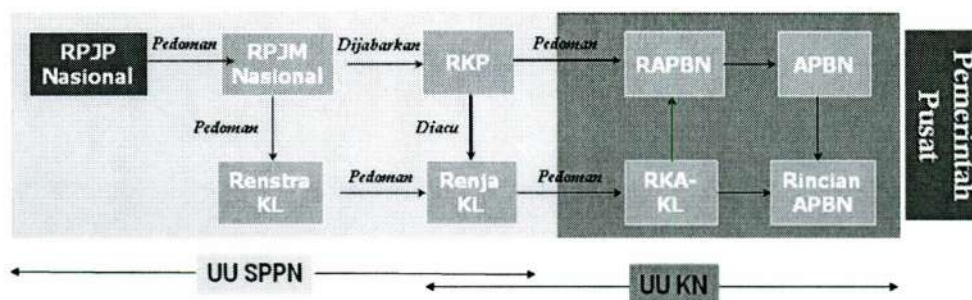 RPJP
Nasional
Pedoman
RPJM
Nasional
Dijabarkan
RKP
Pedoman
RAPBN
APBN
Pedoman
Diacu
Renstra
KL
Pedoman
Renja
KL
Pedoman
RKA-
KL
Rincian
APBN
Pemerintah
Pusat
UU SPPN
UU KN